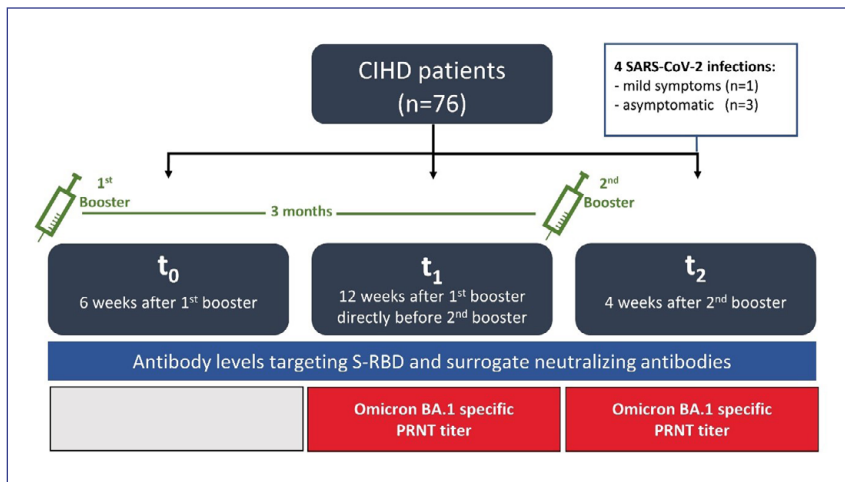 CIHD patients
(n=76)
4 SARS-CoV-2 infections:
- mild symptoms (n=1)
- asymptomatic (n=3)
1st
Booster
3 months
2nd
Booster
t0
6 weeks after 1st booster
t1
12 weeks after 1st booster
directly before 2nd booster
t2
4 weeks after 2nd booster
Antibody levels targeting S-RBD and surrogate neutralizing antibodies
Omicron BA.1 specific
PRNT titer
Omicron BA.1 specific
PRNT titer